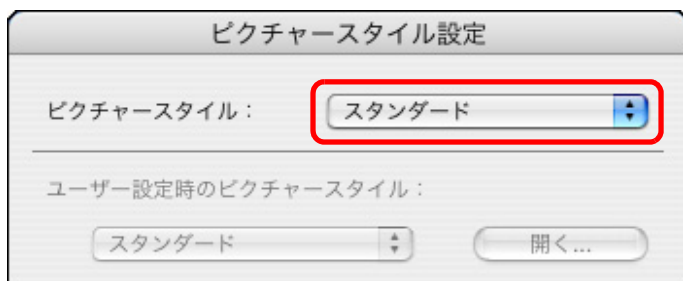 ピクチャースタイル設定
ピクチャースタイル： スタンダード
ユーザー設定時のピクチャースタイル：
スタンダード 開く...